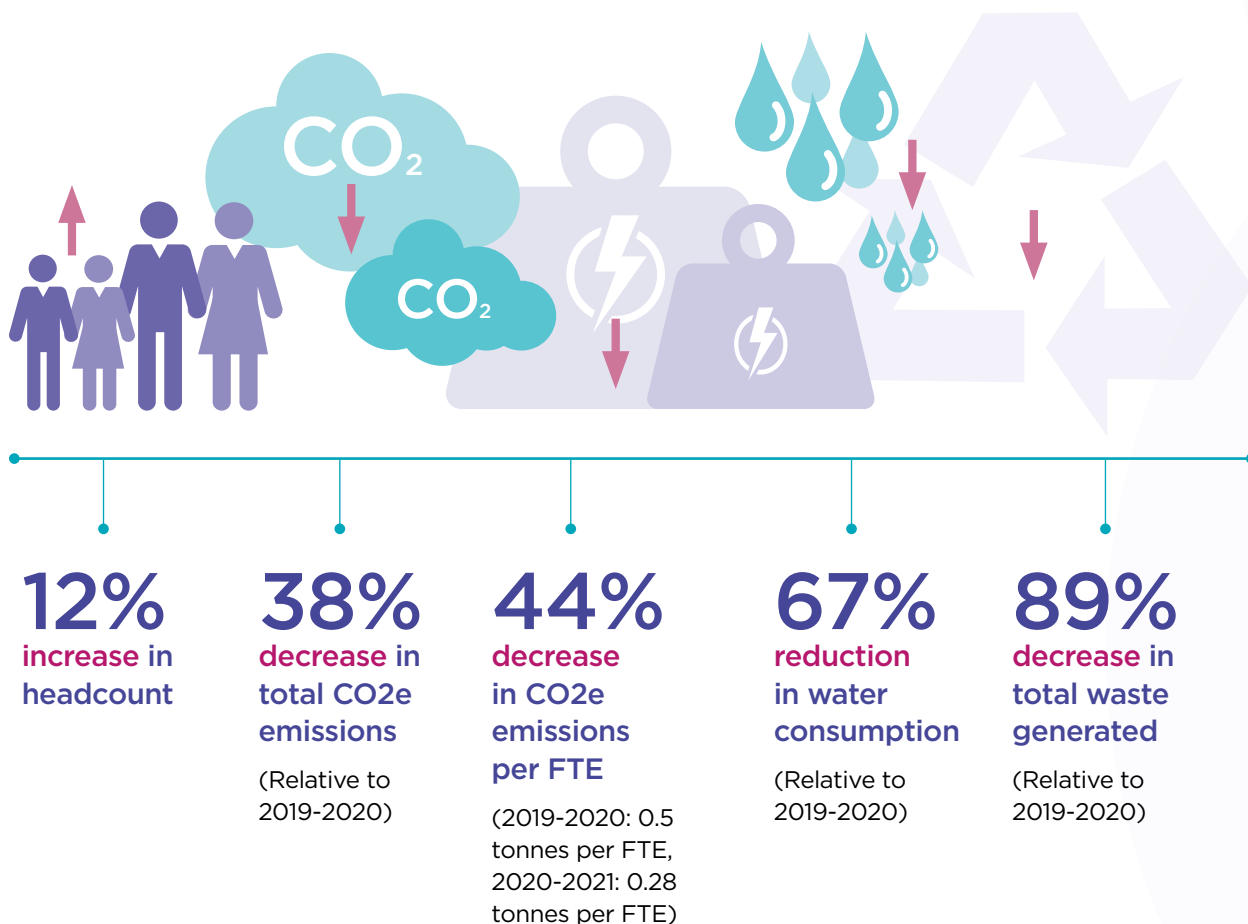 CO₂
CO₂
12%
increase in
headcount
38%
decrease in
total CO2e
emissions
(Relative to
2019-2020)
44%
decrease
in CO2e
emissions
per FTE
(2019-2020: 0.5
tonnes per FTE,
2020-2021: 0.28
tonnes per FTE)
67%
reduction
in water
consumption
(Relative to
2019-2020)
89%
decrease in
total waste
generated
(Relative to
2019-2020)